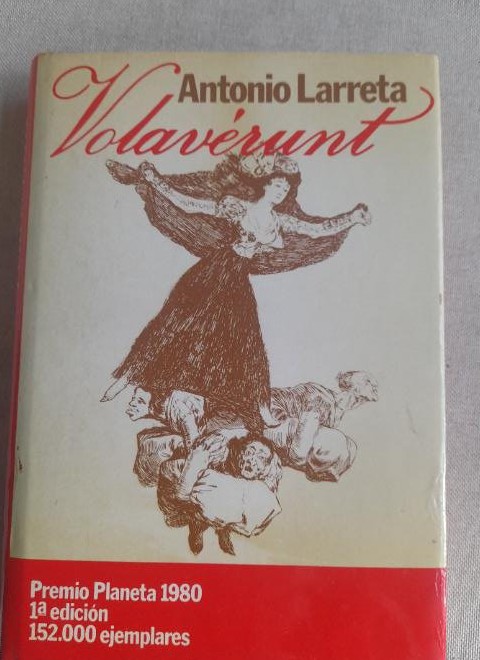 Antonio Larreta
Volavérunt
Premio Planeta 1980
1ª edición
152.000 ejemplares